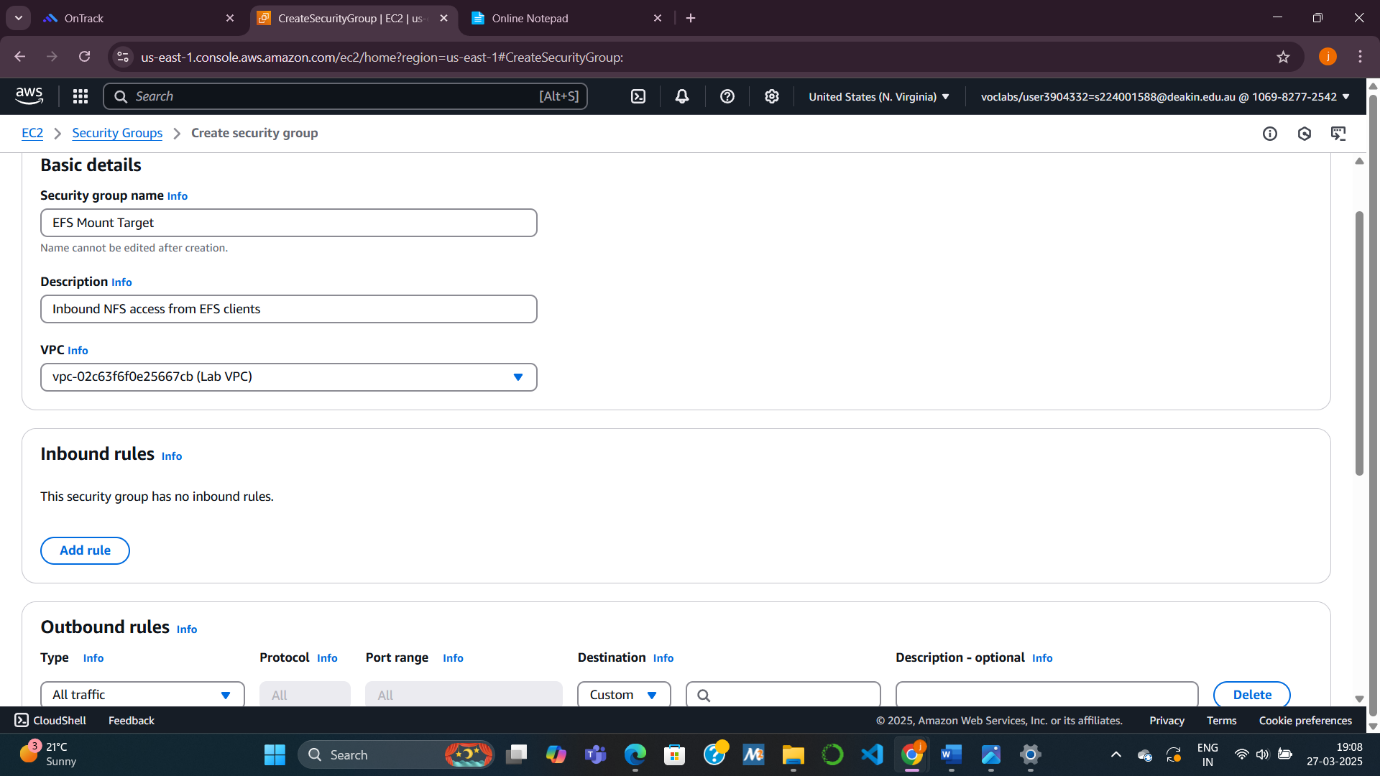 OnTrack
CreateSecurityGroup | EC2 | us-
Online Notepad
us-east-1.console.aws.amazon.com/ec2/home?region=us-east-1#CreateSecurityGroup:
j
aws
Search [Alt+S]
United States (N. Virginia)
voclabs/user3904332=s224001588@deakin.edu.au @ 1069-8277-2542
EC2 > Security Groups > Create security group
Basic details
Security group name Info
EFS Mount Target
Name cannot be edited after creation.
Description Info
Inbound NFS access from EFS clients
VPC Info
vpc-02c63f6f0e25667cb (Lab VPC)
Inbound rules Info
This security group has no inbound rules.
Add rule
Outbound rules Info
Type Info Protocol Info Port range Info Destination Info Description - optional Info
All traffic All All Custom Delete
CloudShell Feedback © 2025, Amazon Web Services, Inc. or its affiliates. Privacy Terms Cookie preferences
3
21°C
Sunny
Search
ENG
IN
19:08
27-03-2025